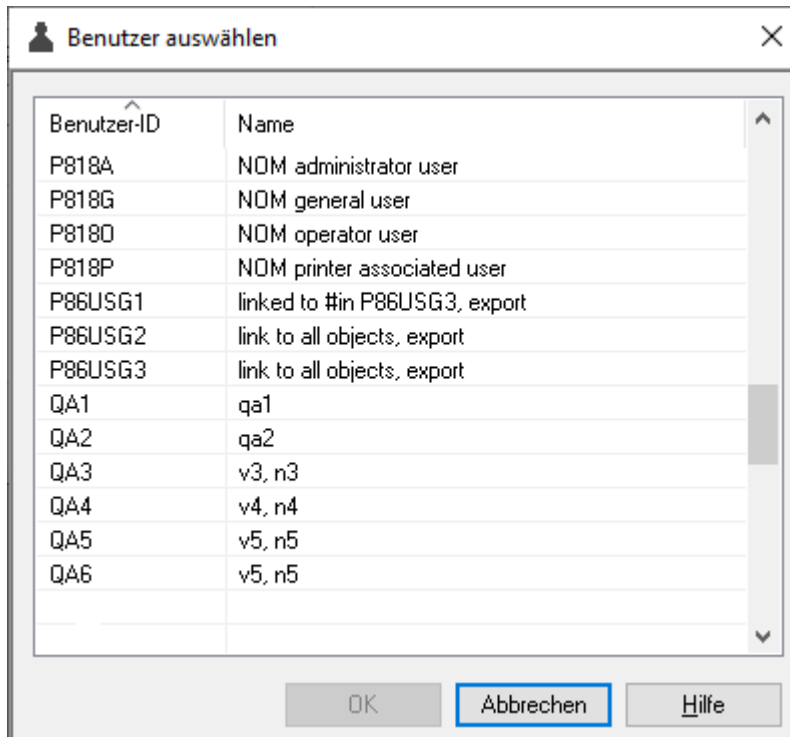 Benutzer auswählen
Benutzer-ID Name
P818A NOM administrator user
P818G NOM general user
P818O NOM operator user
P818P NOM printer associated user
P86USG1 linked to #in P86USG3, export
P86USG2 link to all objects, export
P86USG3 link to all objects, export
QA1 qa1
QA2 qa2
QA3 v3, n3
QA4 v4, n4
QA5 v5, n5
QA6 v5, n5
OK Abbrechen Hilfe